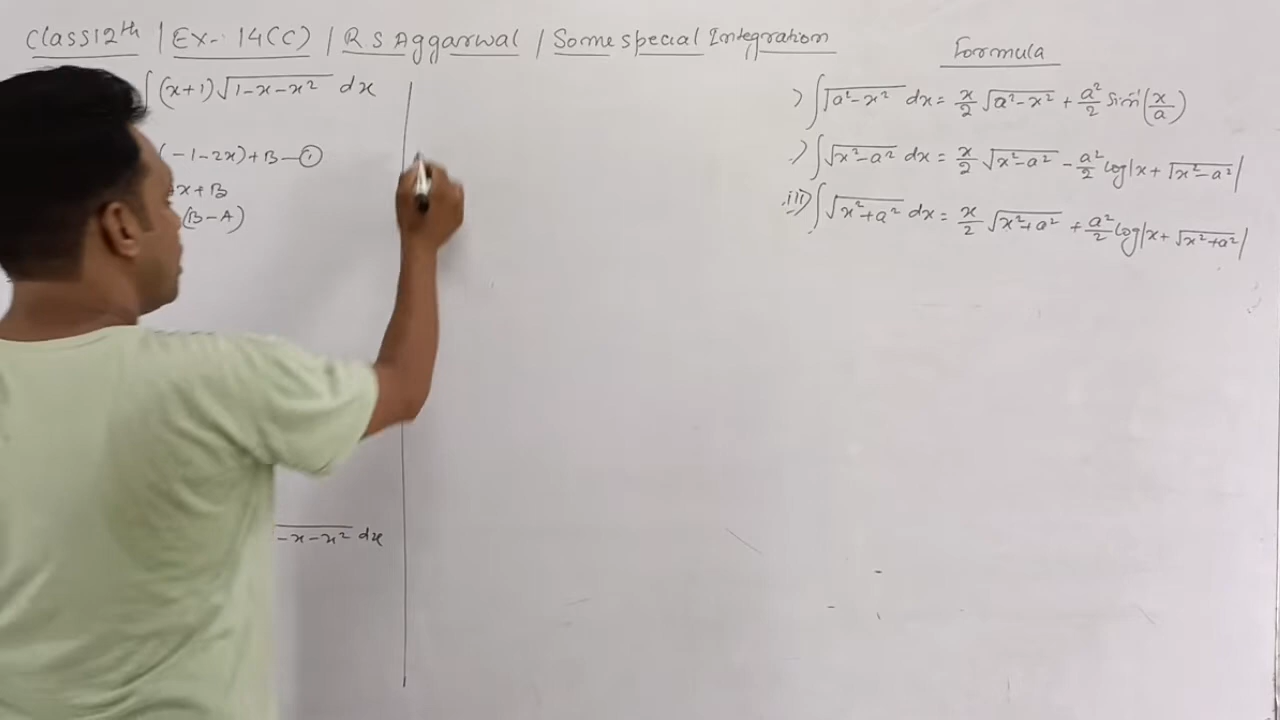 Class 12th / Ex- 14(C) / R S Aggarwal / Some special Integration
∫(x+1)√(1-x-x²) dx
(-1-2x)+B—①
x+B
(B-A)
-x-x² dx
Formula
) ∫√(a²-x²) dx = x/2 √(a²-x²) + a²/2 sin⁻¹(x/a)
.) ∫√(x²-a²) dx = x/2 √(x²-a²) - a²/2 log|x+√(x²-a²)|
iii) ∫√(x²+a²) dx = x/2 √(x²+a²) + a²/2 log|x+√(x²+a²)|